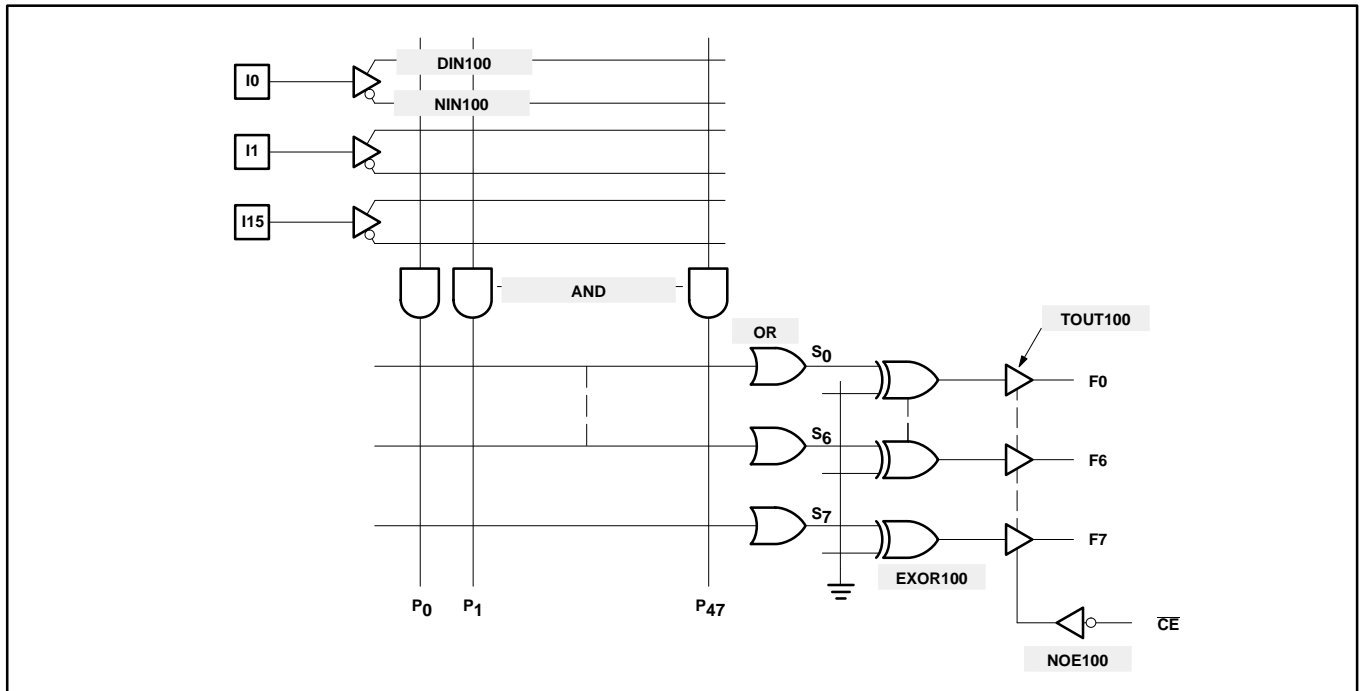 DIN100
I0
NIN100
I1
I15
AND
TOUT100
OR
S0
F0
S6
F6
S7
F7
EXOR100
P0 P1 P47
CE
NOE100